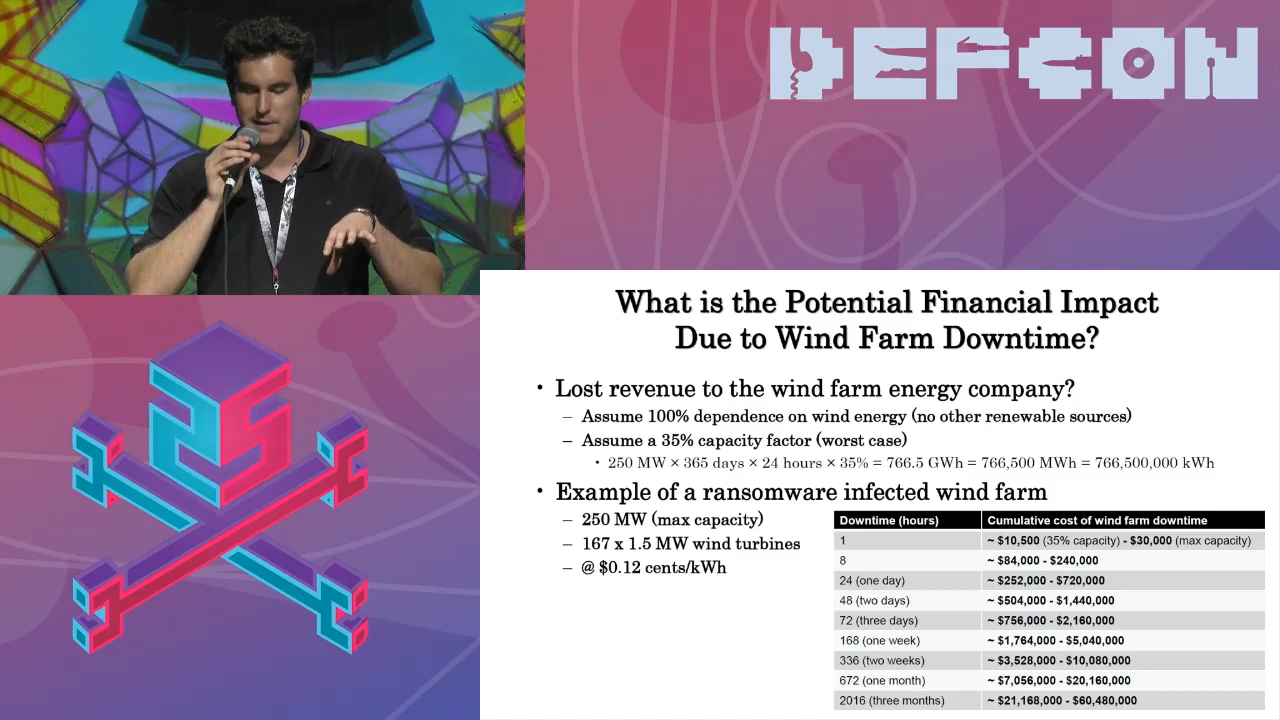 DEFCON
What is the Potential Financial Impact
Due to Wind Farm Downtime?
• Lost revenue to the wind farm energy company?
– Assume 100% dependence on wind energy (no other renewable sources)
– Assume a 35% capacity factor (worst case)
• 250 MW × 365 days × 24 hours × 35% = 766.5 GWh = 766,500 MWh = 766,500,000 kWh
• Example of a ransomware infected wind farm
– 250 MW (max capacity)
– 167 x 1.5 MW wind turbines
– @ $0.12 cents/kWh
Downtime (hours) Cumulative cost of wind farm downtime
1 ~ $10,500 (35% capacity) - $30,000 (max capacity)
8 ~ $84,000 - $240,000
24 (one day) ~ $252,000 - $720,000
48 (two days) ~ $504,000 - $1,440,000
72 (three days) ~ $756,000 - $2,160,000
168 (one week) ~ $1,764,000 - $5,040,000
336 (two weeks) ~ $3,528,000 - $10,080,000
672 (one month) ~ $7,056,000 - $20,160,000
2016 (three months) ~ $21,168,000 - $60,480,000